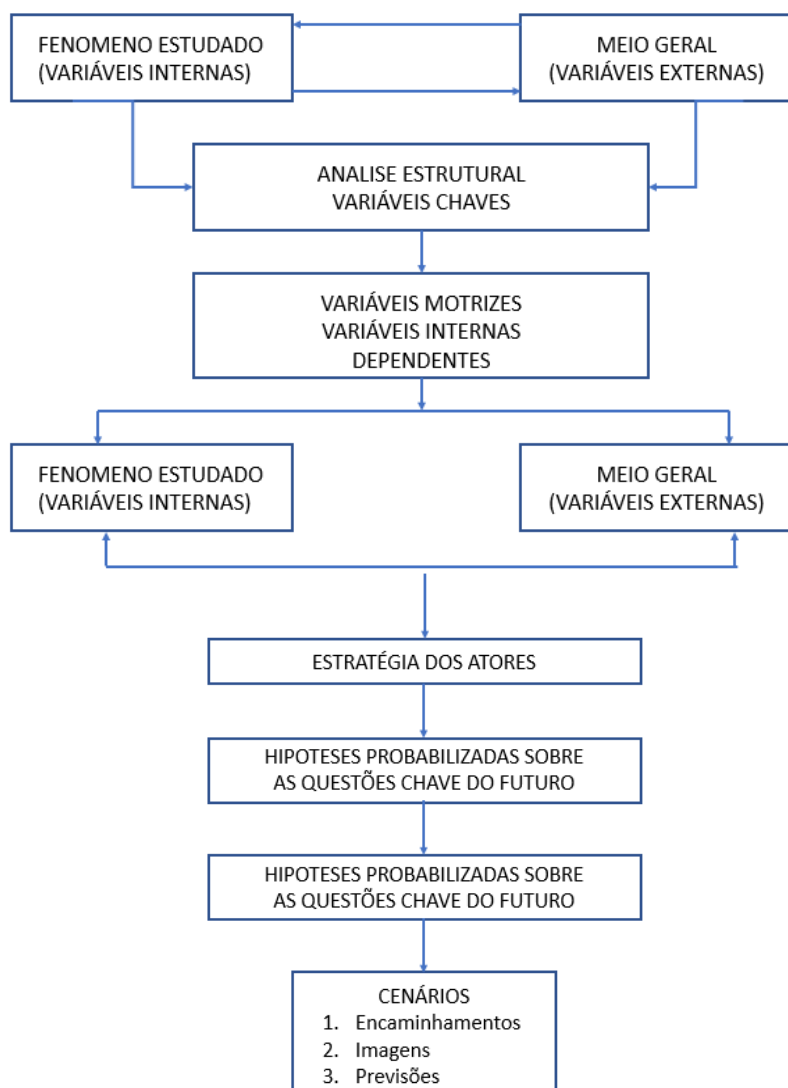 FENOMENO ESTUDADO
(VARIÁVEIS INTERNAS)
MEIO GERAL
(VARIÁVEIS EXTERNAS)
ANALISE ESTRUTURAL
VARIÁVEIS CHAVES
VARIÁVEIS MOTRIZES
VARIÁVEIS INTERNAS
DEPENDENTES
FENOMENO ESTUDADO
(VARIÁVEIS INTERNAS)
MEIO GERAL
(VARIÁVEIS EXTERNAS)
ESTRATÉGIA DOS ATORES
HIPOTESES PROBABILIZADAS SOBRE
AS QUESTÕES CHAVE DO FUTURO
HIPOTESES PROBABILIZADAS SOBRE
AS QUESTÕES CHAVE DO FUTURO
CENÁRIOS
1. Encaminhamentos
2. Imagens
3. Previsões